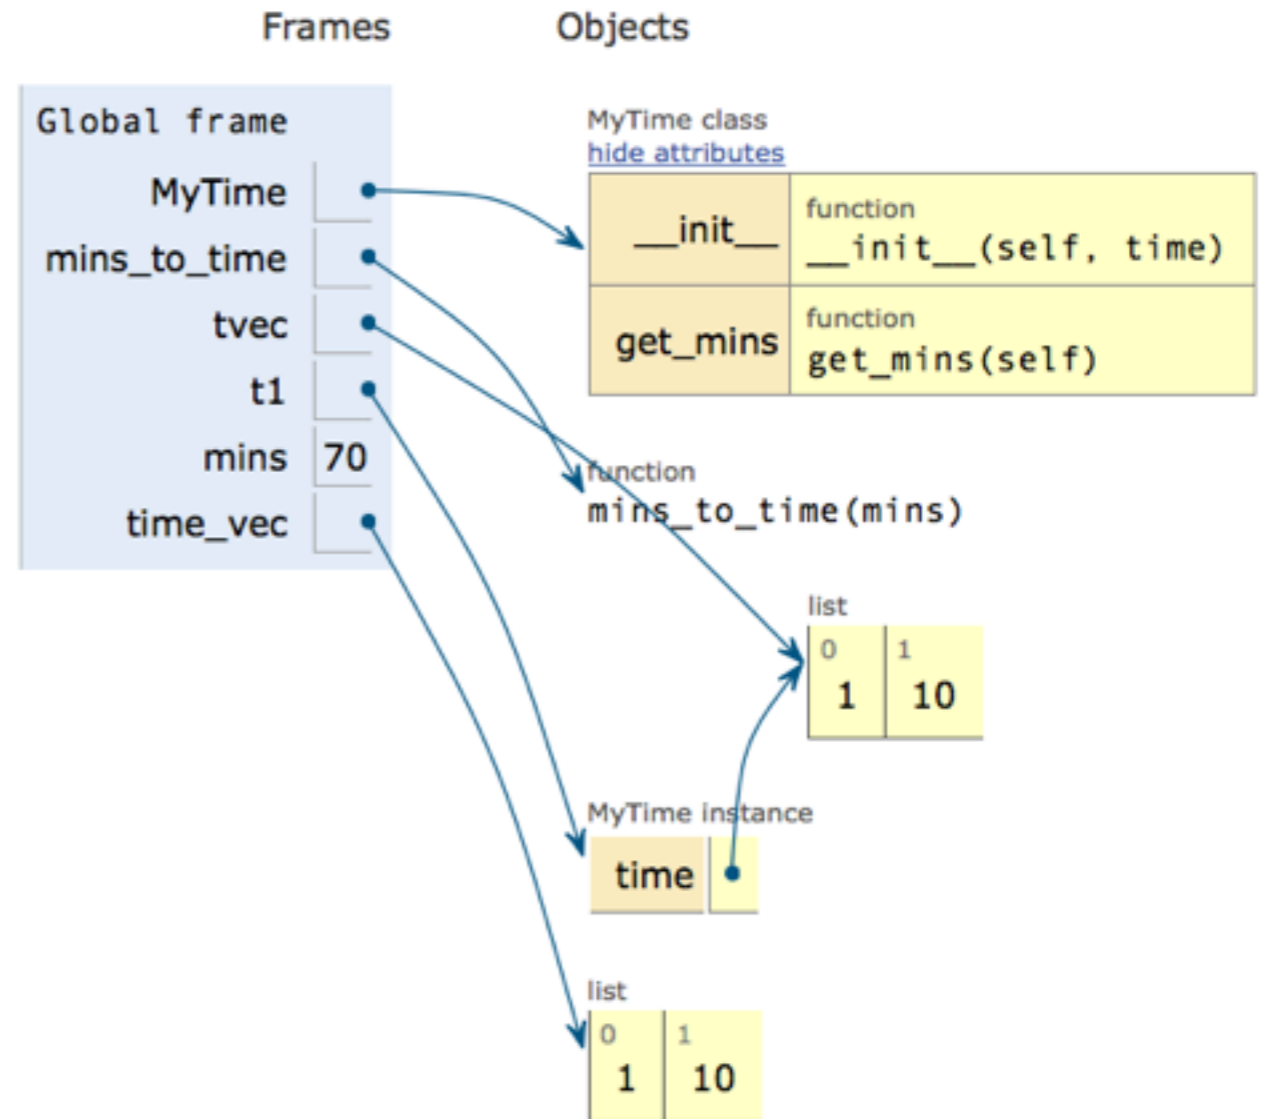 Frames Objects
Global frame
MyTime
mins_to_time
tvec
t1
mins 70
time_vec
MyTime class
hide attributes
__init__ function
__init__(self, time)
get_mins function
get_mins(self)
function
mins_to_time(mins)
list
0 1
1 10
MyTime instance
time
list
0 1
1 10